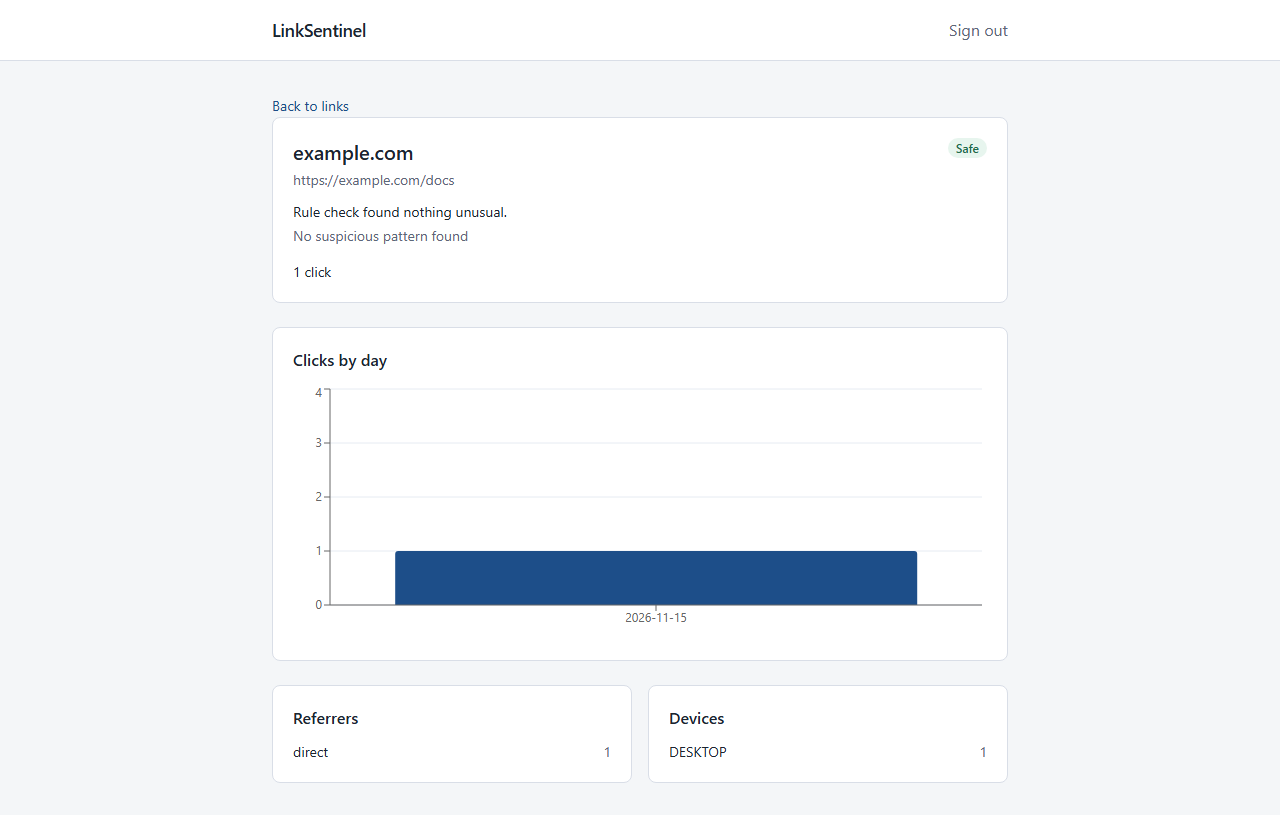 LinkSentinel
Sign out
Back to links
example.com
Safe
https://example.com/docs
Rule check found nothing unusual.
No suspicious pattern found
1 click
Clicks by day
4
3
2
1
0
2026-11-15
Referrers
direct 1
Devices
DESKTOP 1